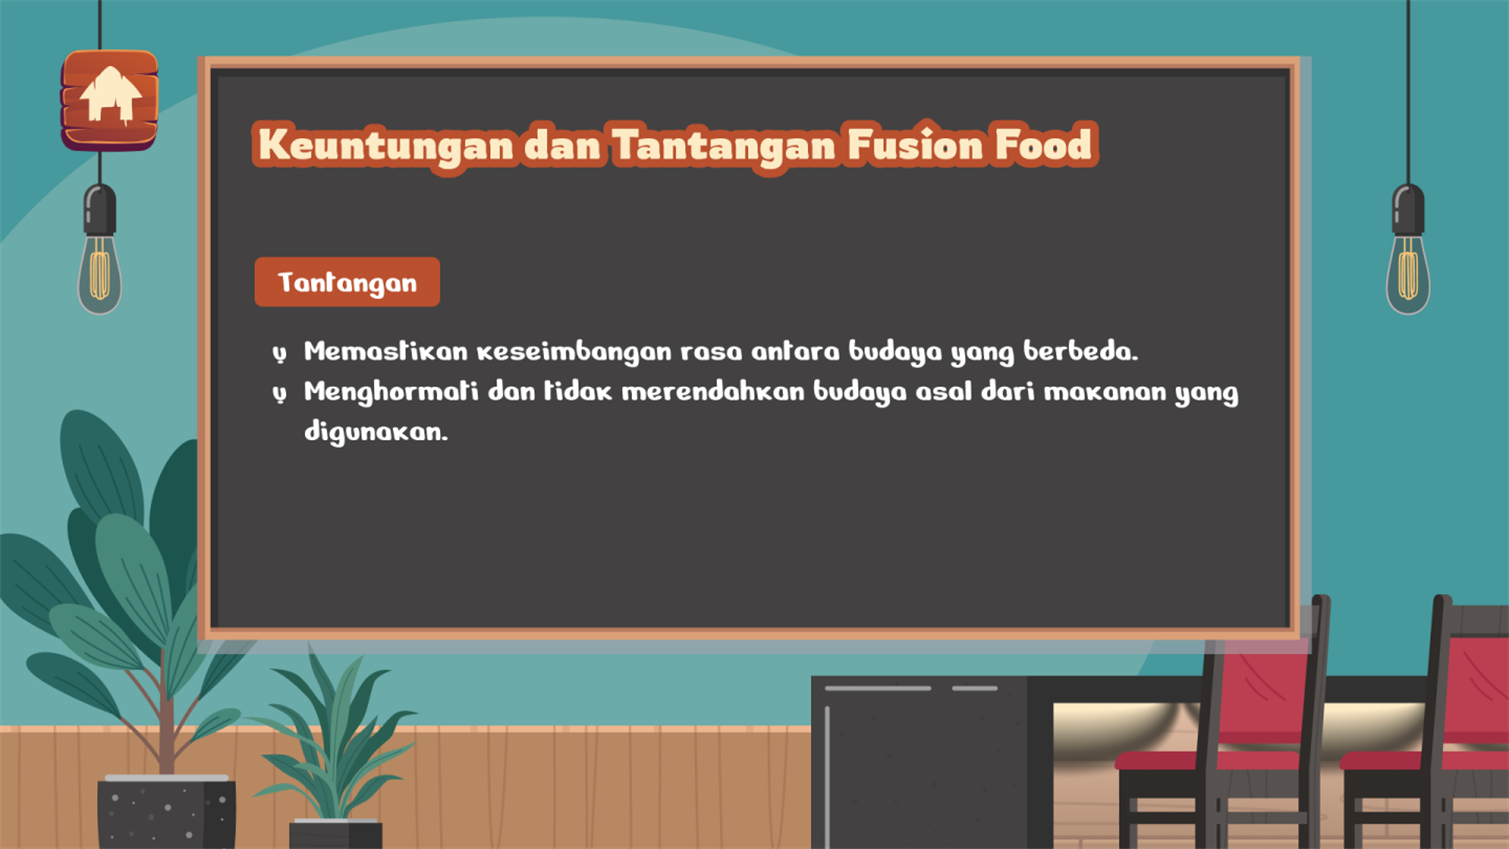 Keuntungan dan Tantangan Fusion Food
Tantangan
ỵ Memastikan keseimbangan rasa antara budaya yang berbeda.
ỵ Menghormati dan tidak merendahkan budaya asal dari makanan yang
digunakan.